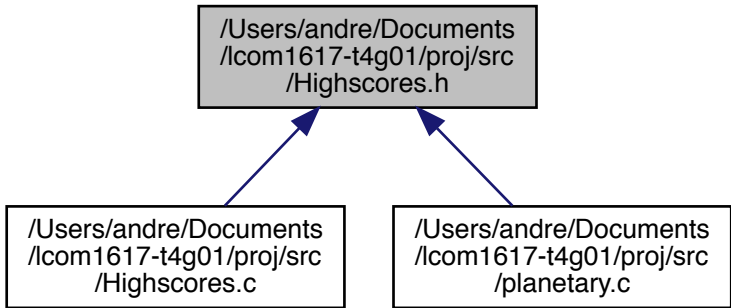 /Users/andre/Documents
/lcom1617-t4g01/proj/src
/Highscores.h
/Users/andre/Documents
/lcom1617-t4g01/proj/src
/Highscores.c
/Users/andre/Documents
/lcom1617-t4g01/proj/src
/planetary.c